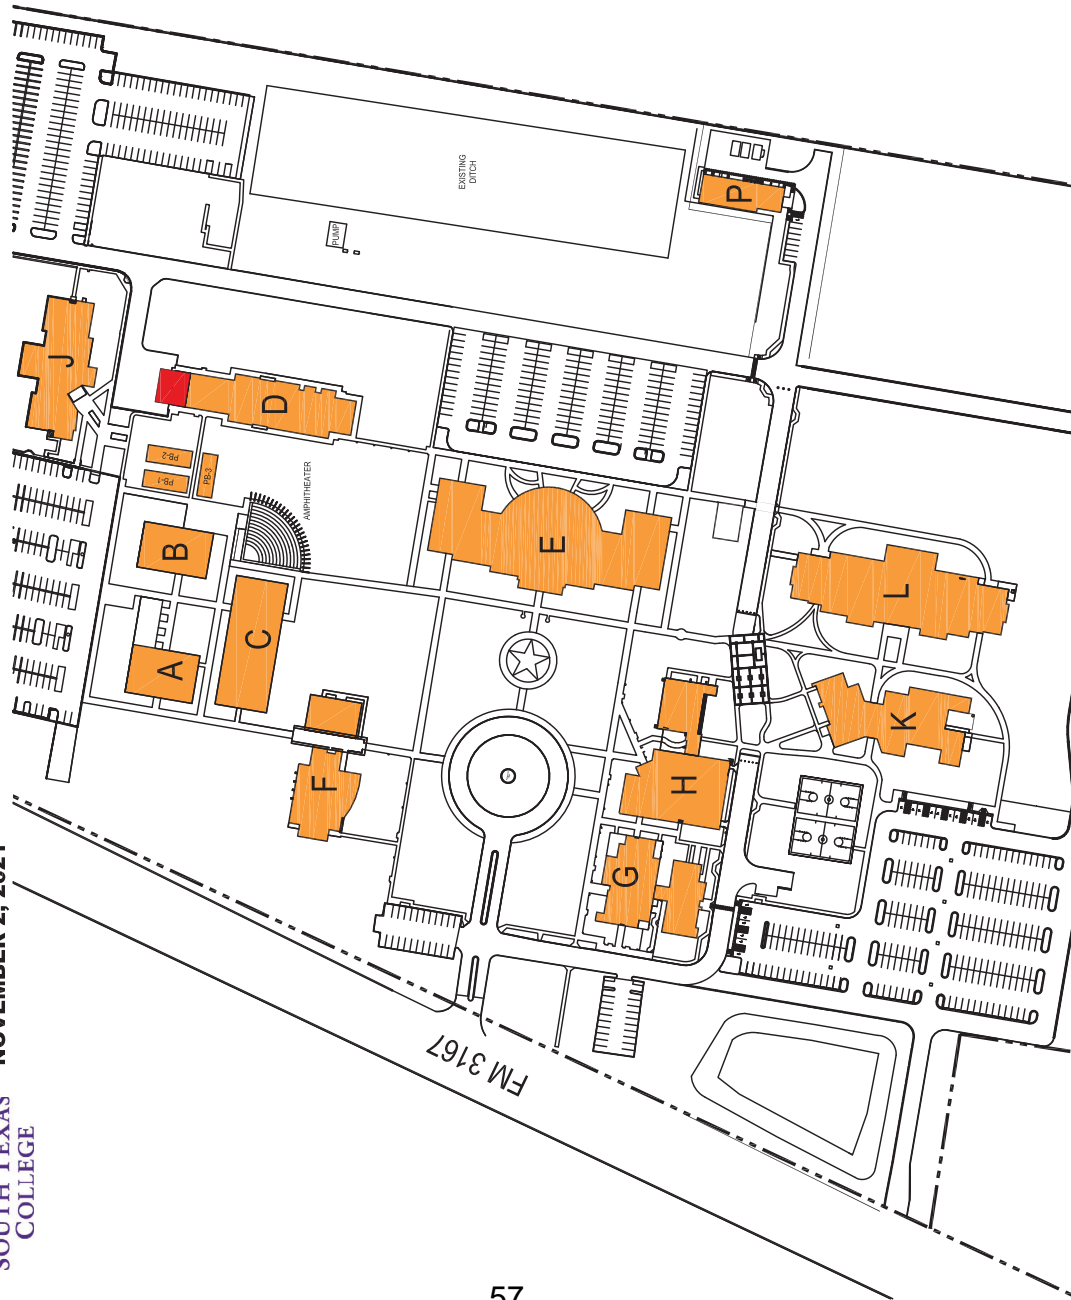 EXISTING
DITCH
PUMP
P
J
D
PB-2
PB-1
PB-3
AMPHITHEATER
B
E
A
C
L
F
H
K
G
FM 3167
NOVEMBER 2, 2021
SOUTH TEXAS
COLLEGE
57